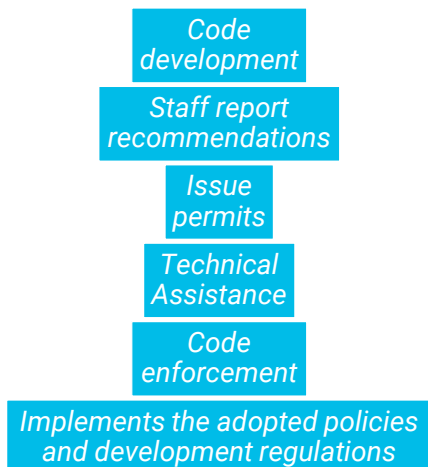 Code
development
Staff report
recommendations
Issue
permits
Technical
Assistance
Code
enforcement
Implements the adopted policies
and development regulations